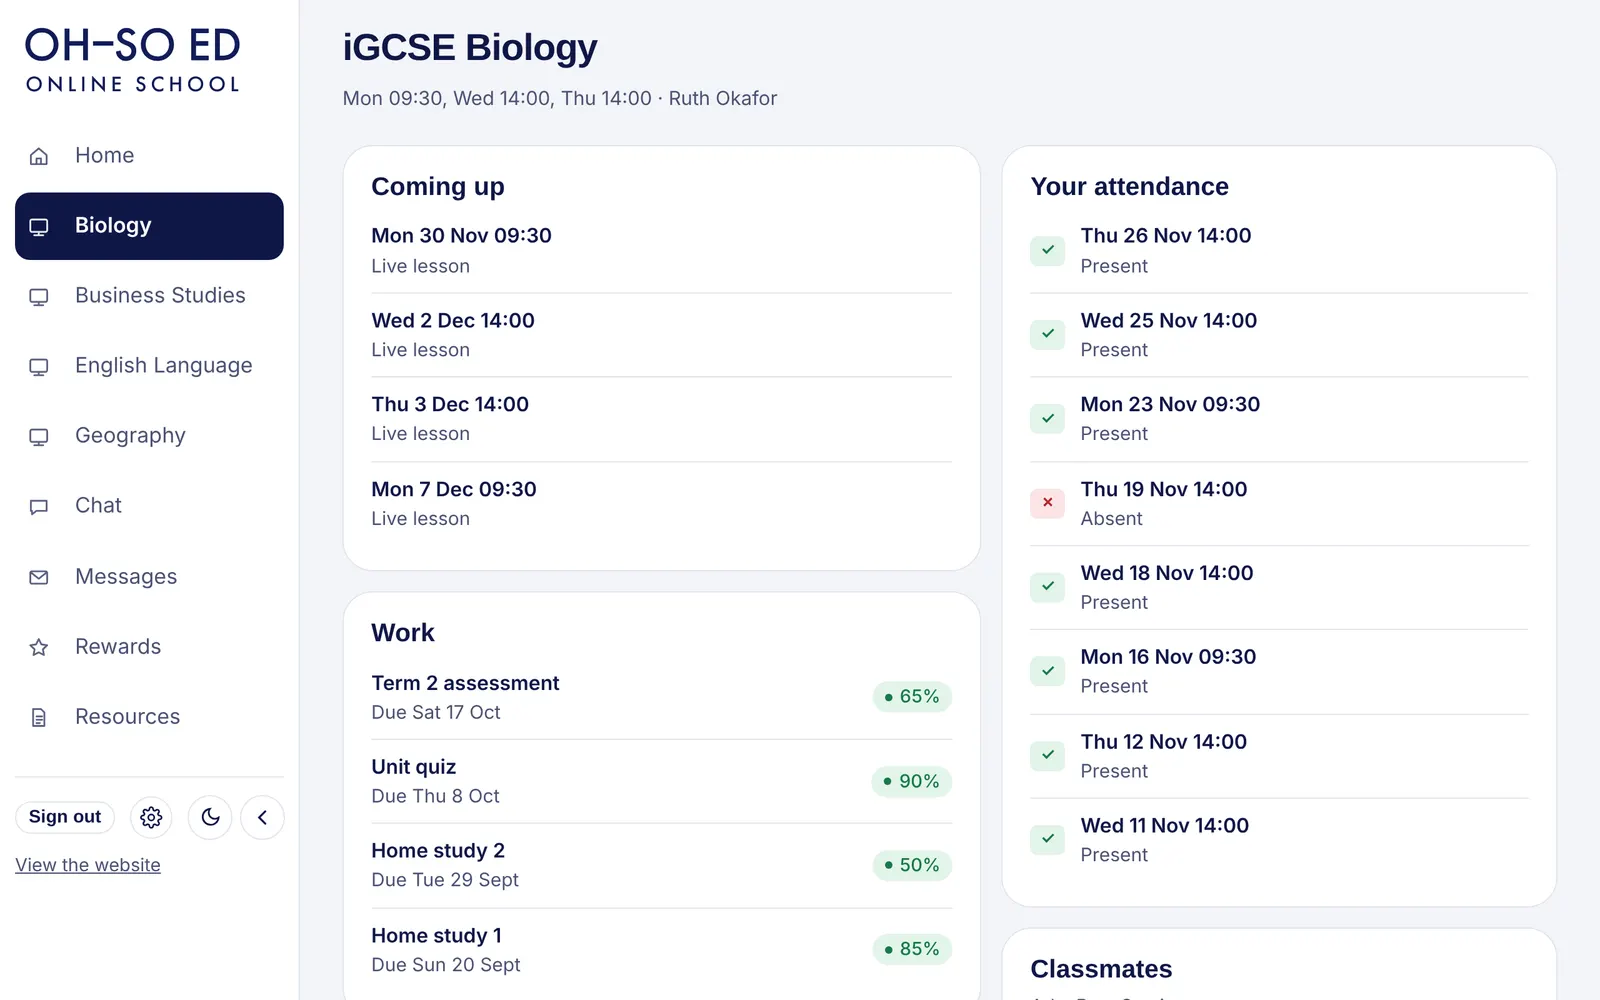 OH-SO ED
ONLINE SCHOOL
Home
Biology
Business Studies
English Language
Geography
Chat
Messages
Rewards
Resources
Sign out
View the website
iGCSE Biology
Mon 09:30, Wed 14:00, Thu 14:00 · Ruth Okafor
Coming up
Mon 30 Nov 09:30
Live lesson
Wed 2 Dec 14:00
Live lesson
Thu 3 Dec 14:00
Live lesson
Mon 7 Dec 09:30
Live lesson
Work
Term 2 assessment
Due Sat 17 Oct
65%
Unit quiz
Due Thu 8 Oct
90%
Home study 2
Due Tue 29 Sept
50%
Home study 1
Due Sun 20 Sept
85%
Your attendance
Thu 26 Nov 14:00
Present
Wed 25 Nov 14:00
Present
Mon 23 Nov 09:30
Present
Thu 19 Nov 14:00
Absent
Wed 18 Nov 14:00
Present
Mon 16 Nov 09:30
Present
Thu 12 Nov 14:00
Present
Wed 11 Nov 14:00
Present
Classmates